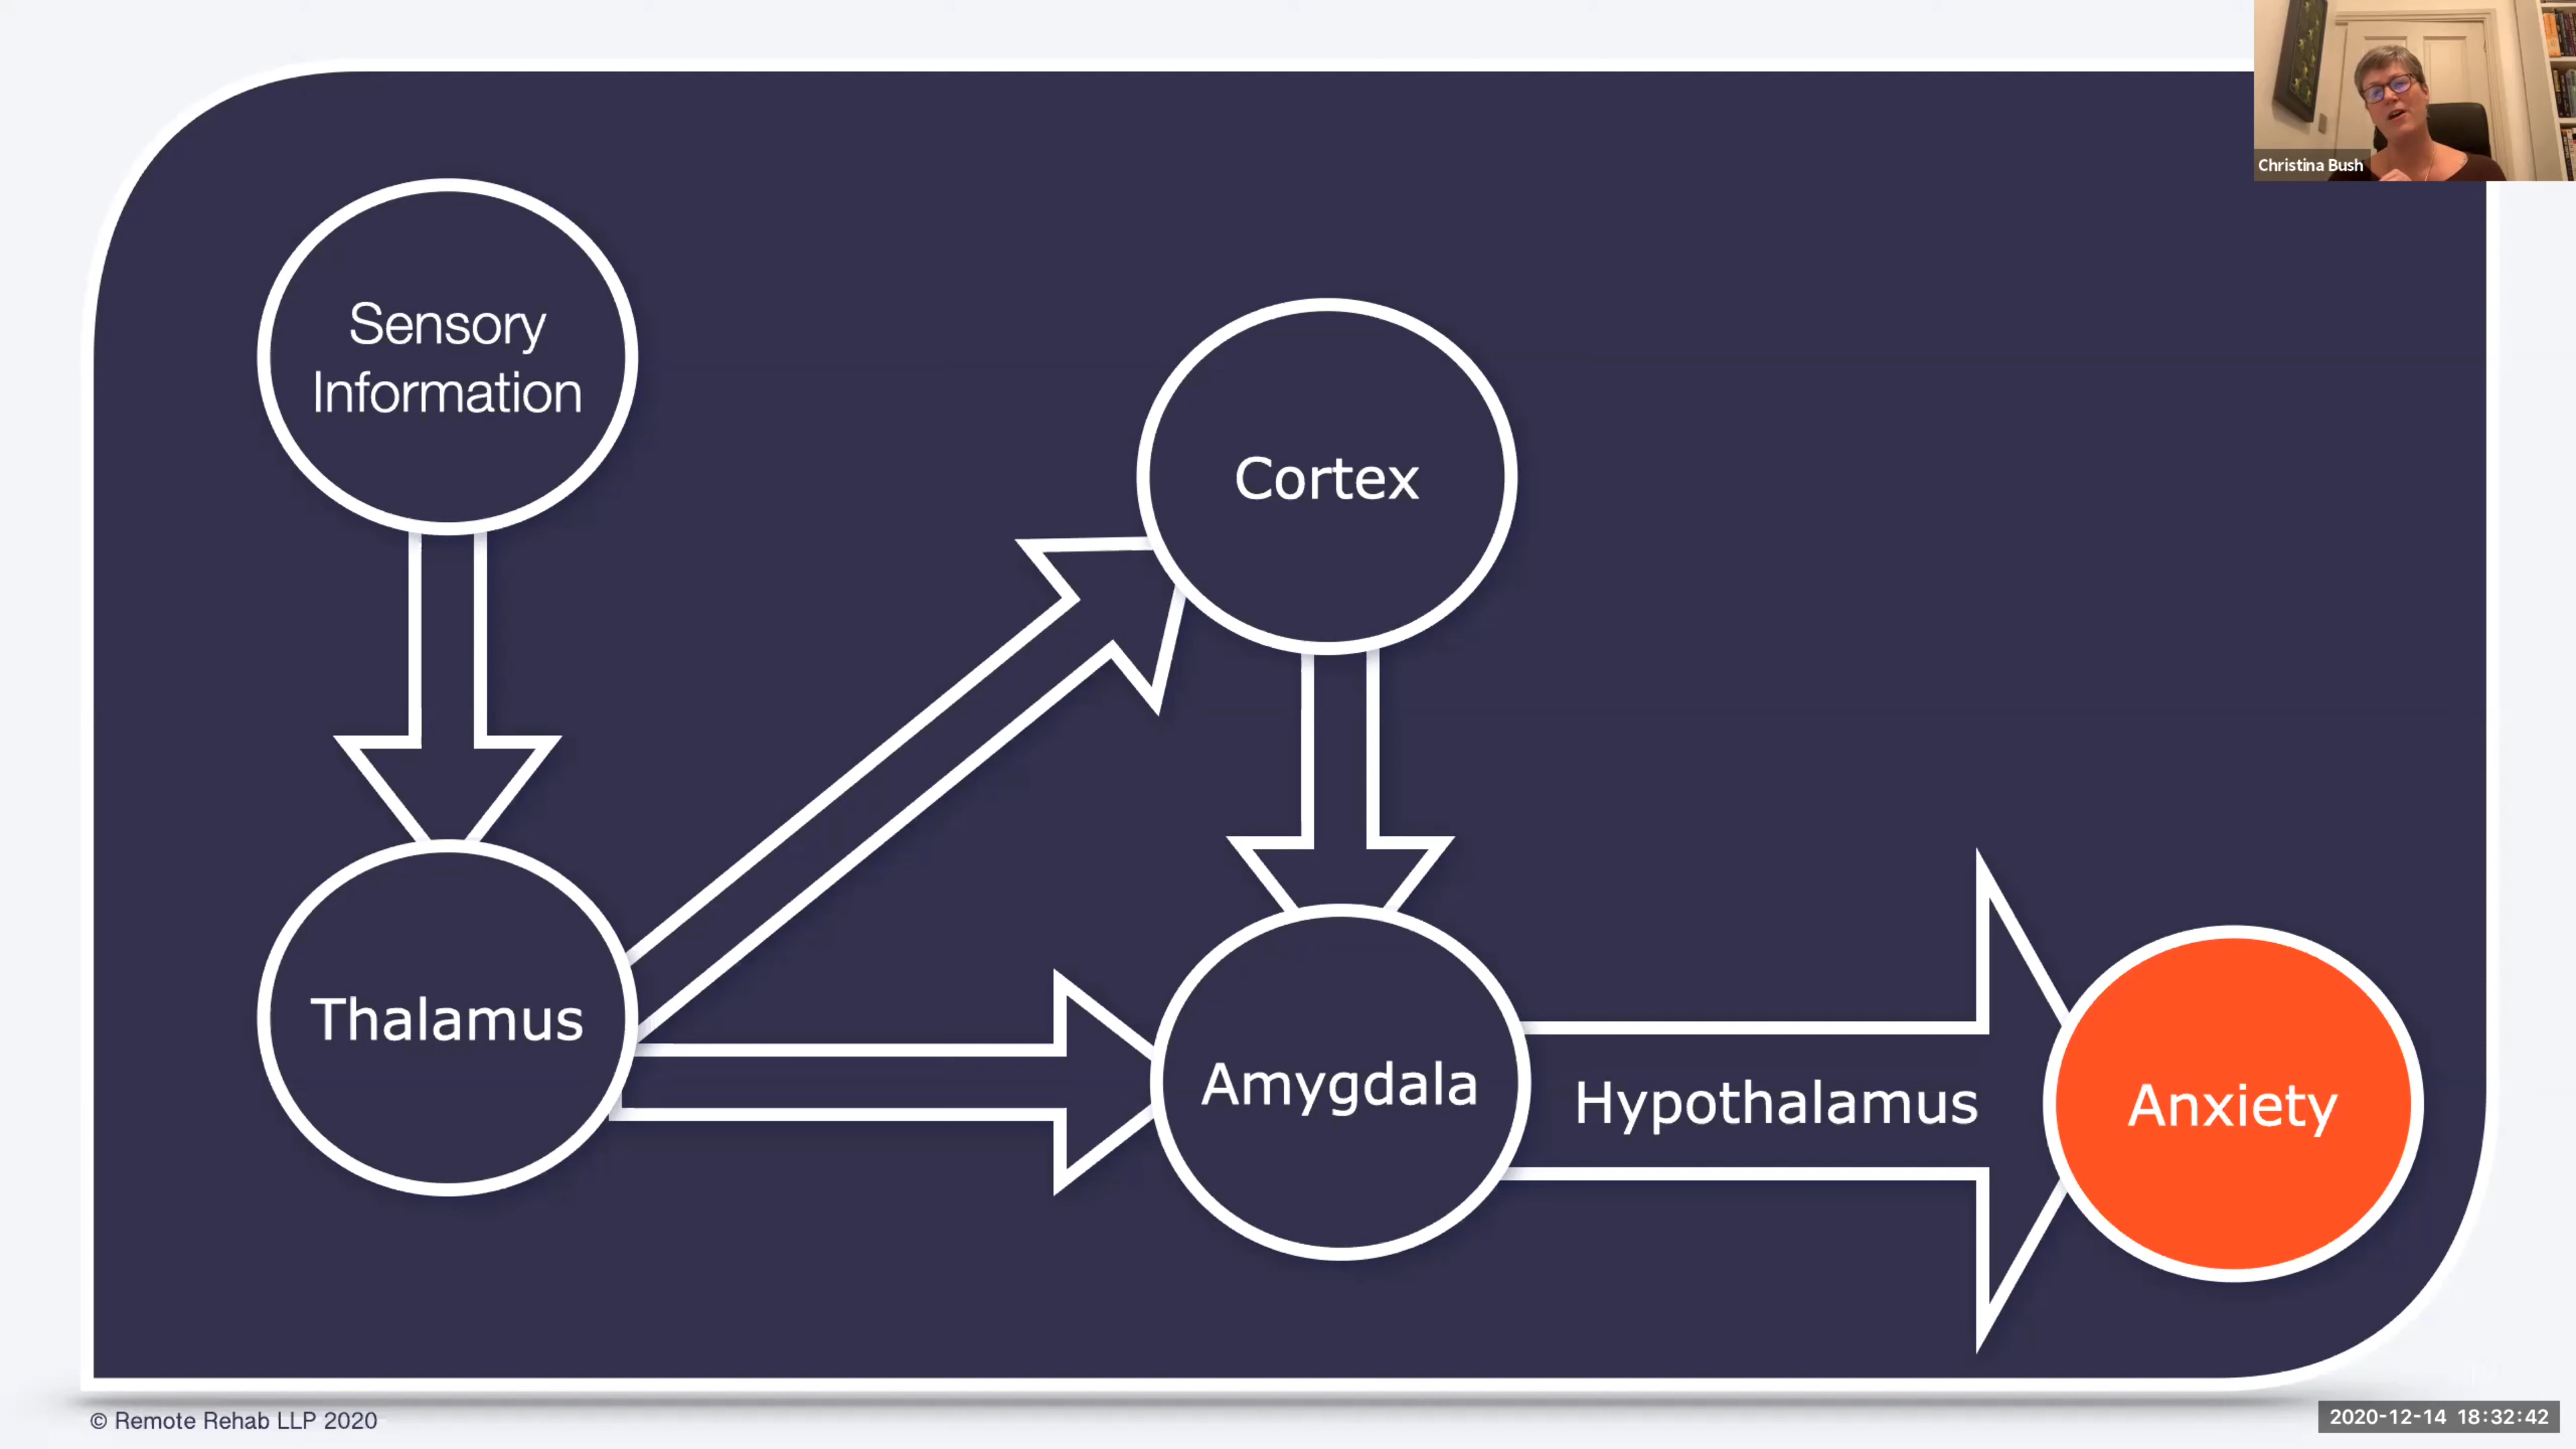 Christina Bush
Sensory
Information
Cortex
Thalamus
Amygdala
Hypothalamus
Anxiety
© Remote Rehab LLP 2020
2020-12-14 18:32:42